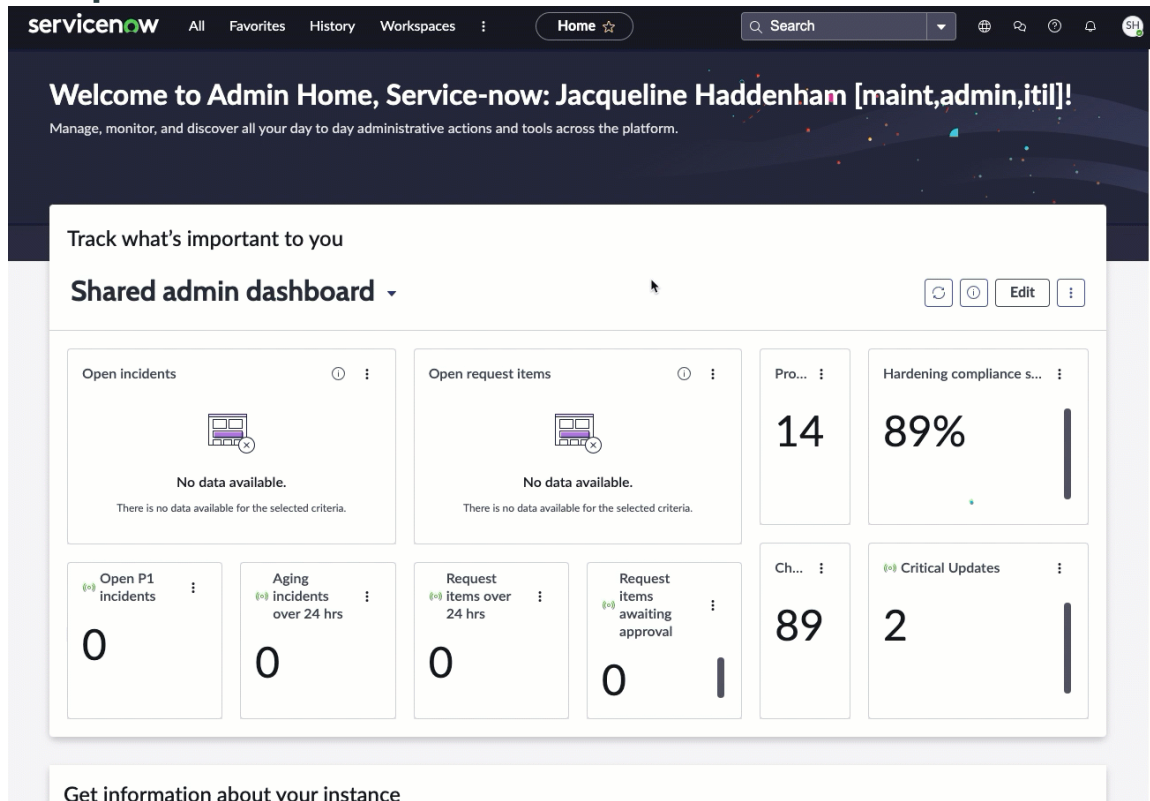 servicenow All Favorites History Workspaces Home Search SH
Welcome to Admin Home, Service-now: Jacqueline Haddenham [maint,admin,itil]!
Manage, monitor, and discover all your day to day administrative actions and tools across the platform.
Track what's important to you
Shared admin dashboard
Edit
Open incidents
No data available.
There is no data available for the selected criteria.
Open request items
No data available.
There is no data available for the selected criteria.
Pro...
14
Hardening compliance s...
89%
Open P1
incidents
0
Aging
incidents
over 24 hrs
0
Request
items over
24 hrs
0
Request
items
awaiting
approval
0
Ch...
89
Critical Updates
2
Get information about your instance